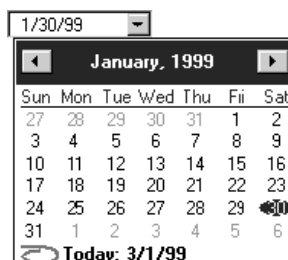 1/30/99
January, 1999
Sun Mon Tue Wed Thu Fri Sat
27 28 29 30 31 1 2
3 4 5 6 7 8 9
10 11 12 13 14 15 16
17 18 19 20 21 22 23
24 25 26 27 28 29 30
31 1 2 3 4 5 6
Today: 3/1/99